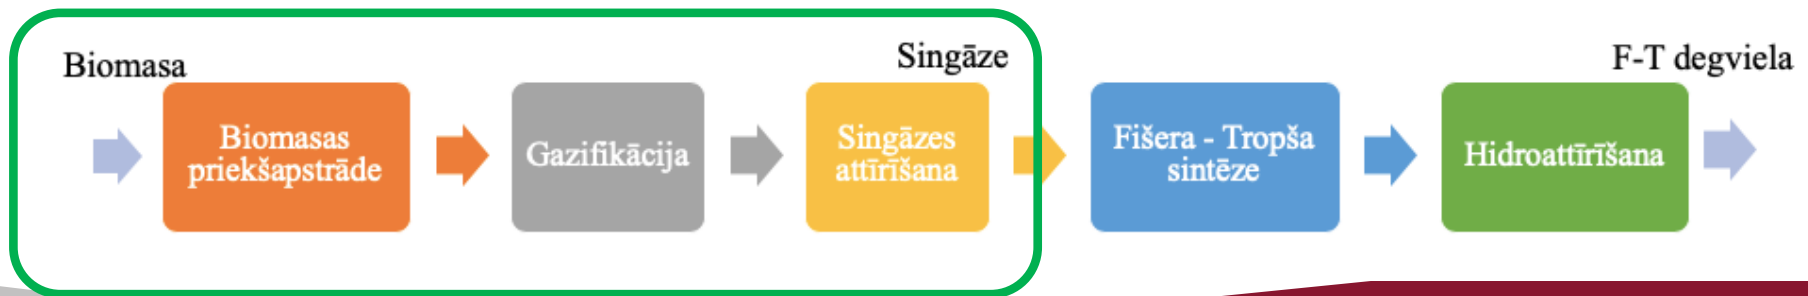 Biomasa
Biomasas
priekšapstrāde
Gazifikācija
Singāze
Singāzes
attīrīšana
Fišera - Tropša
sintēze
Hidroattīrīšana
F-T degviela